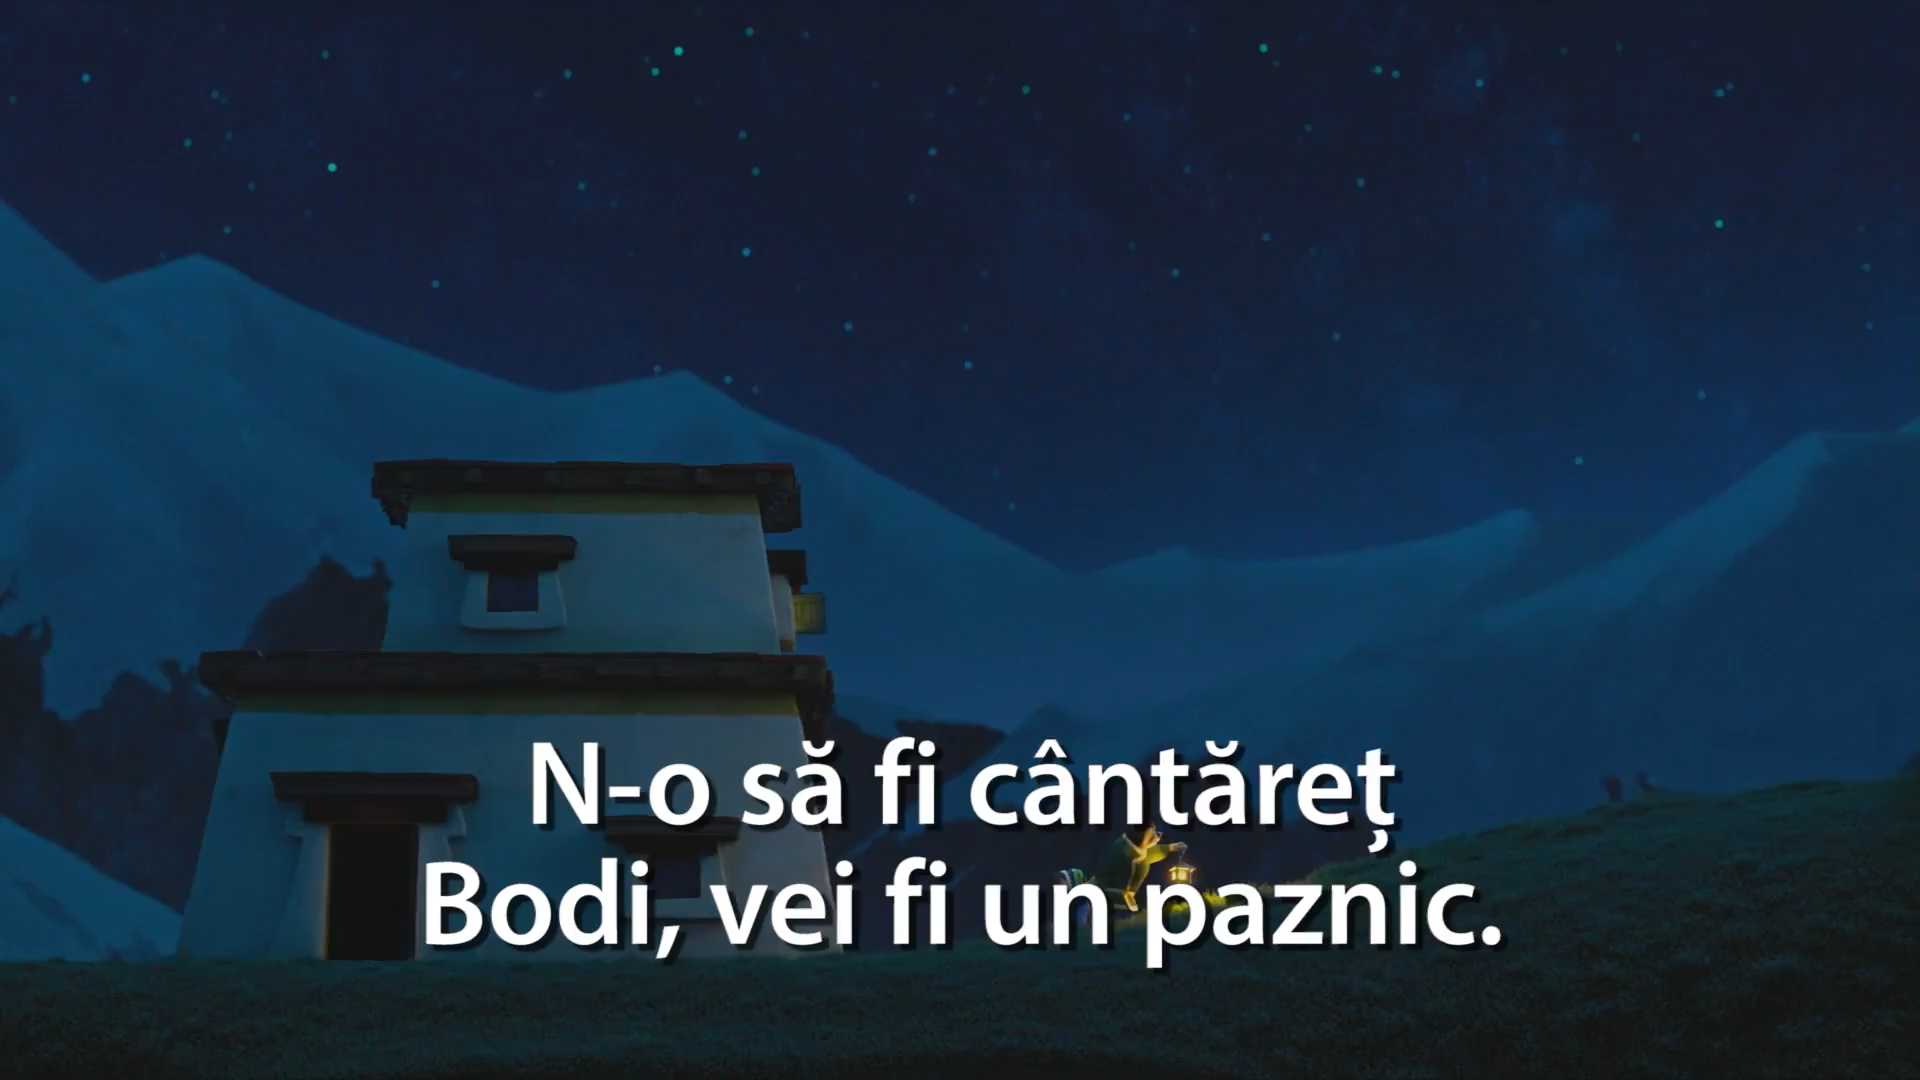 N-o să fi cântăreț
Bodi, vei fi un paznic.